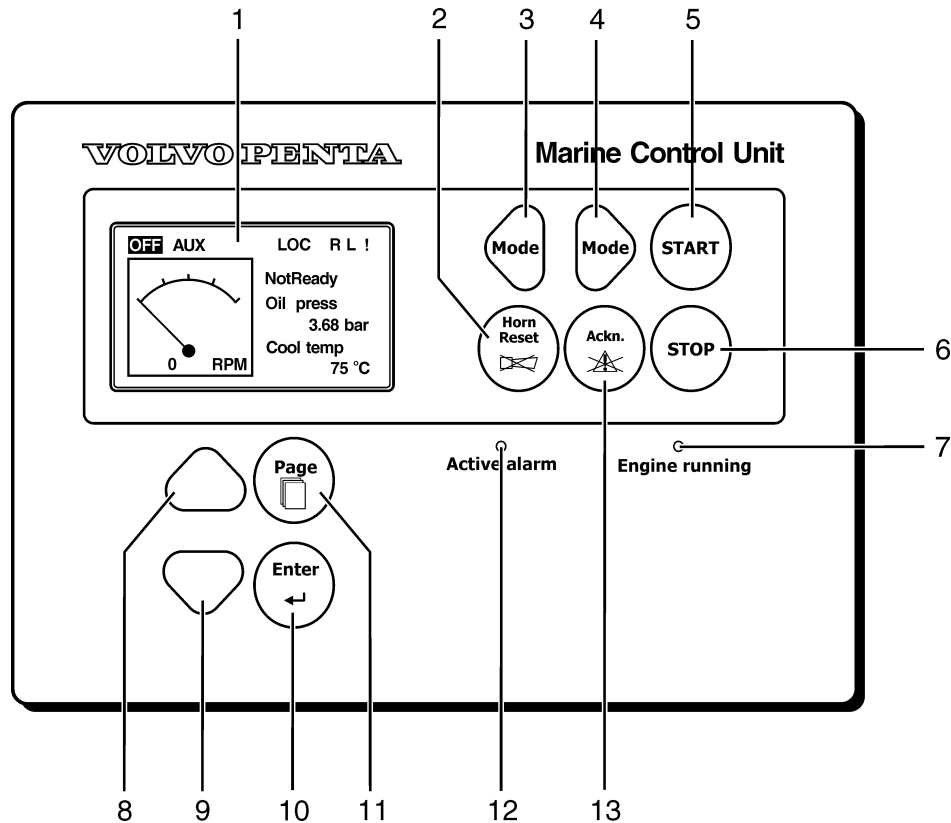 1 2 3 4 5
VOLVO PENTA
Marine Control Unit
OFF AUX LOC R L !
NotReady
Oil press
3.68 bar
Cool temp
75 °C
0 RPM
Mode
Mode
START
Horn
Reset
Ackn.
STOP
6
7
Active alarm
Engine running
Page
Enter
8 9 10 11 12 13